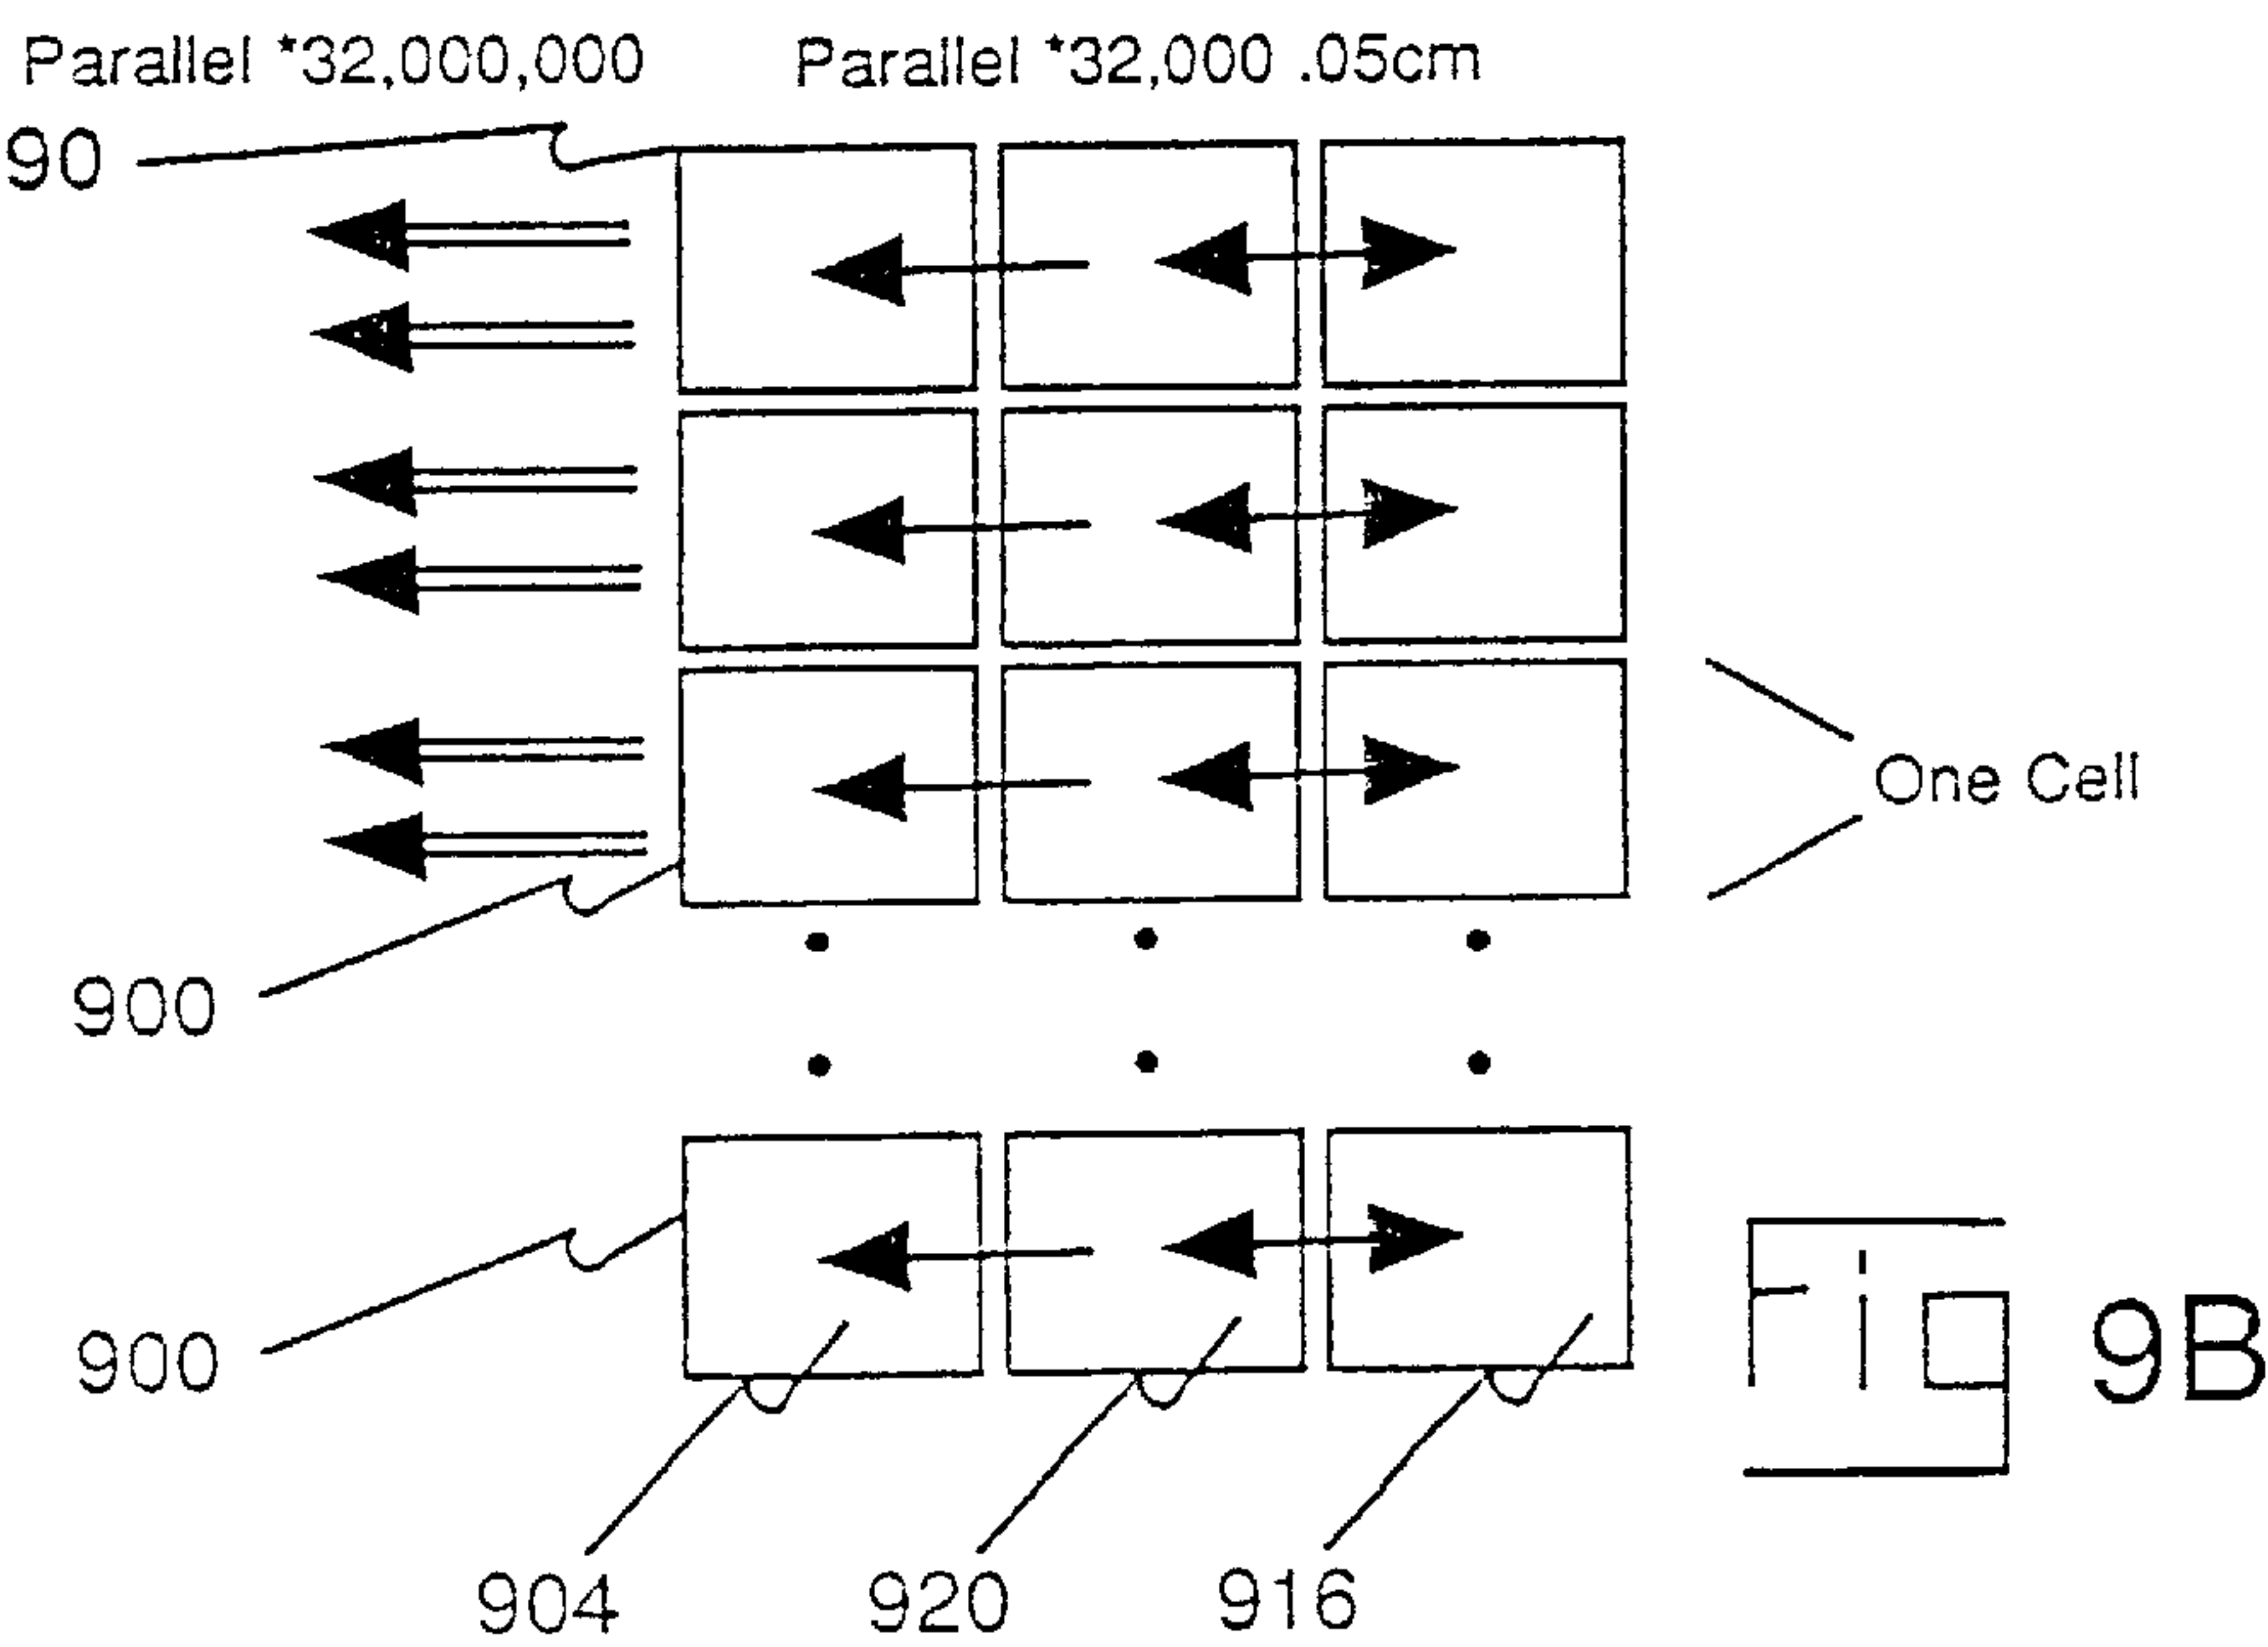 Parallel *32,000,000 Parallel *32,000 .05cm
90
One Cell
900
900
Fig 9B
904 920 916